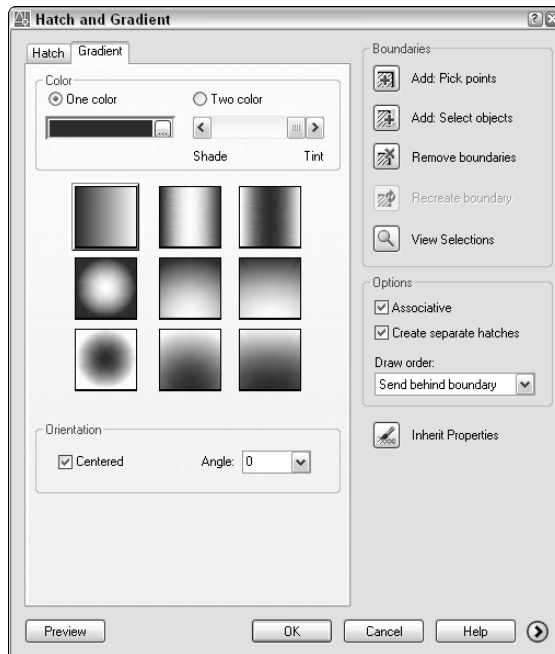 Hatch and Gradient
Hatch
Gradient
Color
One color
Two color
...
Shade
Tint
Orientation
Centered
Angle:
0
Boundaries
Add: Pick points
Add: Select objects
Remove boundaries
Recreate boundary
View Selections
Options
Associative
Create separate hatches
Draw order:
Send behind boundary
Inherit Properties
Preview
OK
Cancel
Help